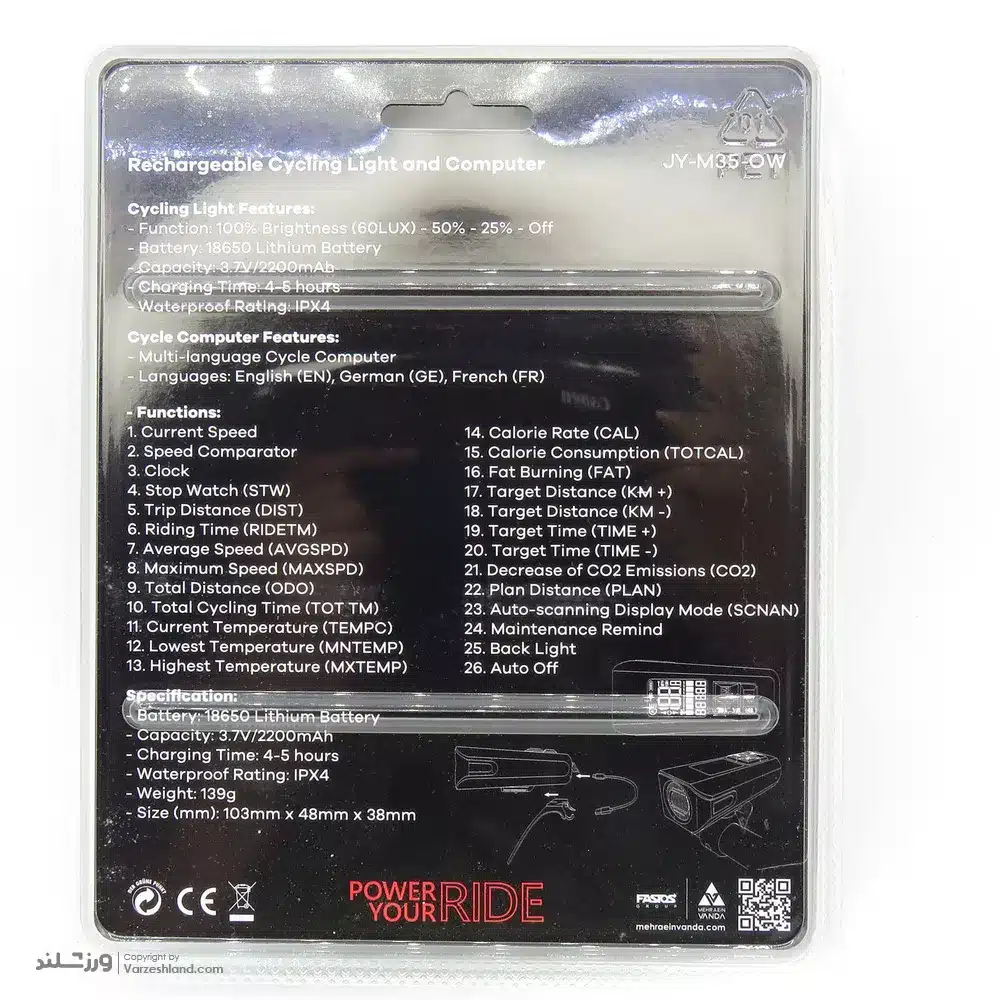 Rechargeable Cycling Light and Computer
JY-M35-OW
Cycling Light Features:
- Function: 100% Brightness (60LUX) - 50% - 25% - Off
- Battery: 18650 Lithium Battery
- Capacity: 3.7V/2200mAh
- Charging Time: 4-5 hours
- Waterproof Rating: IPX4
Cycle Computer Features:
- Multi-language Cycle Computer
- Languages: English (EN), German (GE), French (FR)
- Functions:
1. Current Speed
2. Speed Comparator
3. Clock
4. Stop Watch (STW)
5. Trip Distance (DIST)
6. Riding Time (RIDETM)
7. Average Speed (AVGSPD)
8. Maximum Speed (MAXSPD)
9. Total Distance (ODO)
10. Total Cycling Time (TOT TM)
11. Current Temperature (TEMPC)
12. Lowest Temperature (MNTEMP)
13. Highest Temperature (MXTEMP)
14. Calorie Rate (CAL)
15. Calorie Consumption (TOTCAL)
16. Fat Burning (FAT)
17. Target Distance (KM +)
18. Target Distance (KM -)
19. Target Time (TIME +)
20. Target Time (TIME -)
21. Decrease of CO2 Emissions (CO2)
22. Plan Distance (PLAN)
23. Auto-scanning Display Mode (SCNAN)
24. Maintenance Remind
25. Back Light
26. Auto Off
Specification:
- Battery: 18650 Lithium Battery
- Capacity: 3.7V/2200mAh
- Charging Time: 4-5 hours
- Waterproof Rating: IPX4
- Weight: 139g
- Size (mm): 103mm x 48mm x 38mm
01
PET
DER GRÜNE PUNKT
CE
POWER
YOUR RIDE
FASTOS
GROUP
MEHRAEIN
VANDA
mehraeinvanda.com
ورزشلند
Copyright by
Varzeshland.com